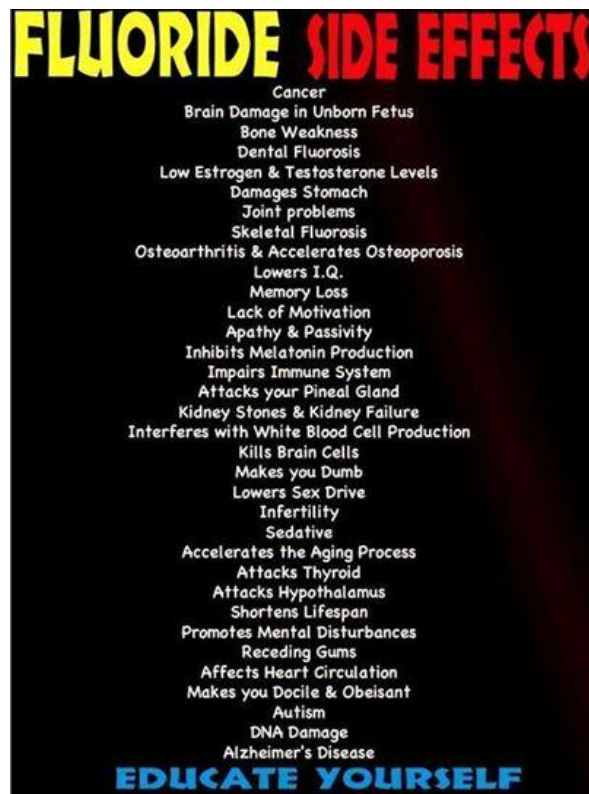 FLUORIDE SIDE EFFECTS
Cancer
Brain Damage in Unborn Fetus
Bone Weakness
Dental Fluorosis
Low Estrogen & Testosterone Levels
Damages Stomach
Joint problems
Skeletal Fluorosis
Osteoarthritis & Accelerates Osteoporosis
Lowers I.Q.
Memory Loss
Lack of Motivation
Apathy & Passivity
Inhibits Melatonin Production
Impairs Immune System
Attacks your Pineal Gland
Kidney Stones & Kidney Failure
Interferes with White Blood Cell Production
Kills Brain Cells
Makes you Dumb
Lowers Sex Drive
Infertility
Sedative
Accelerates the Aging Process
Attacks Thyroid
Attacks Hypothalamus
Shortens Lifespan
Promotes Mental Disturbances
Receding Gums
Affects Heart Circulation
Makes you Docile & Obeisant
Autism
DNA Damage
Alzheimer's Disease
EDUCATE YOURSELF